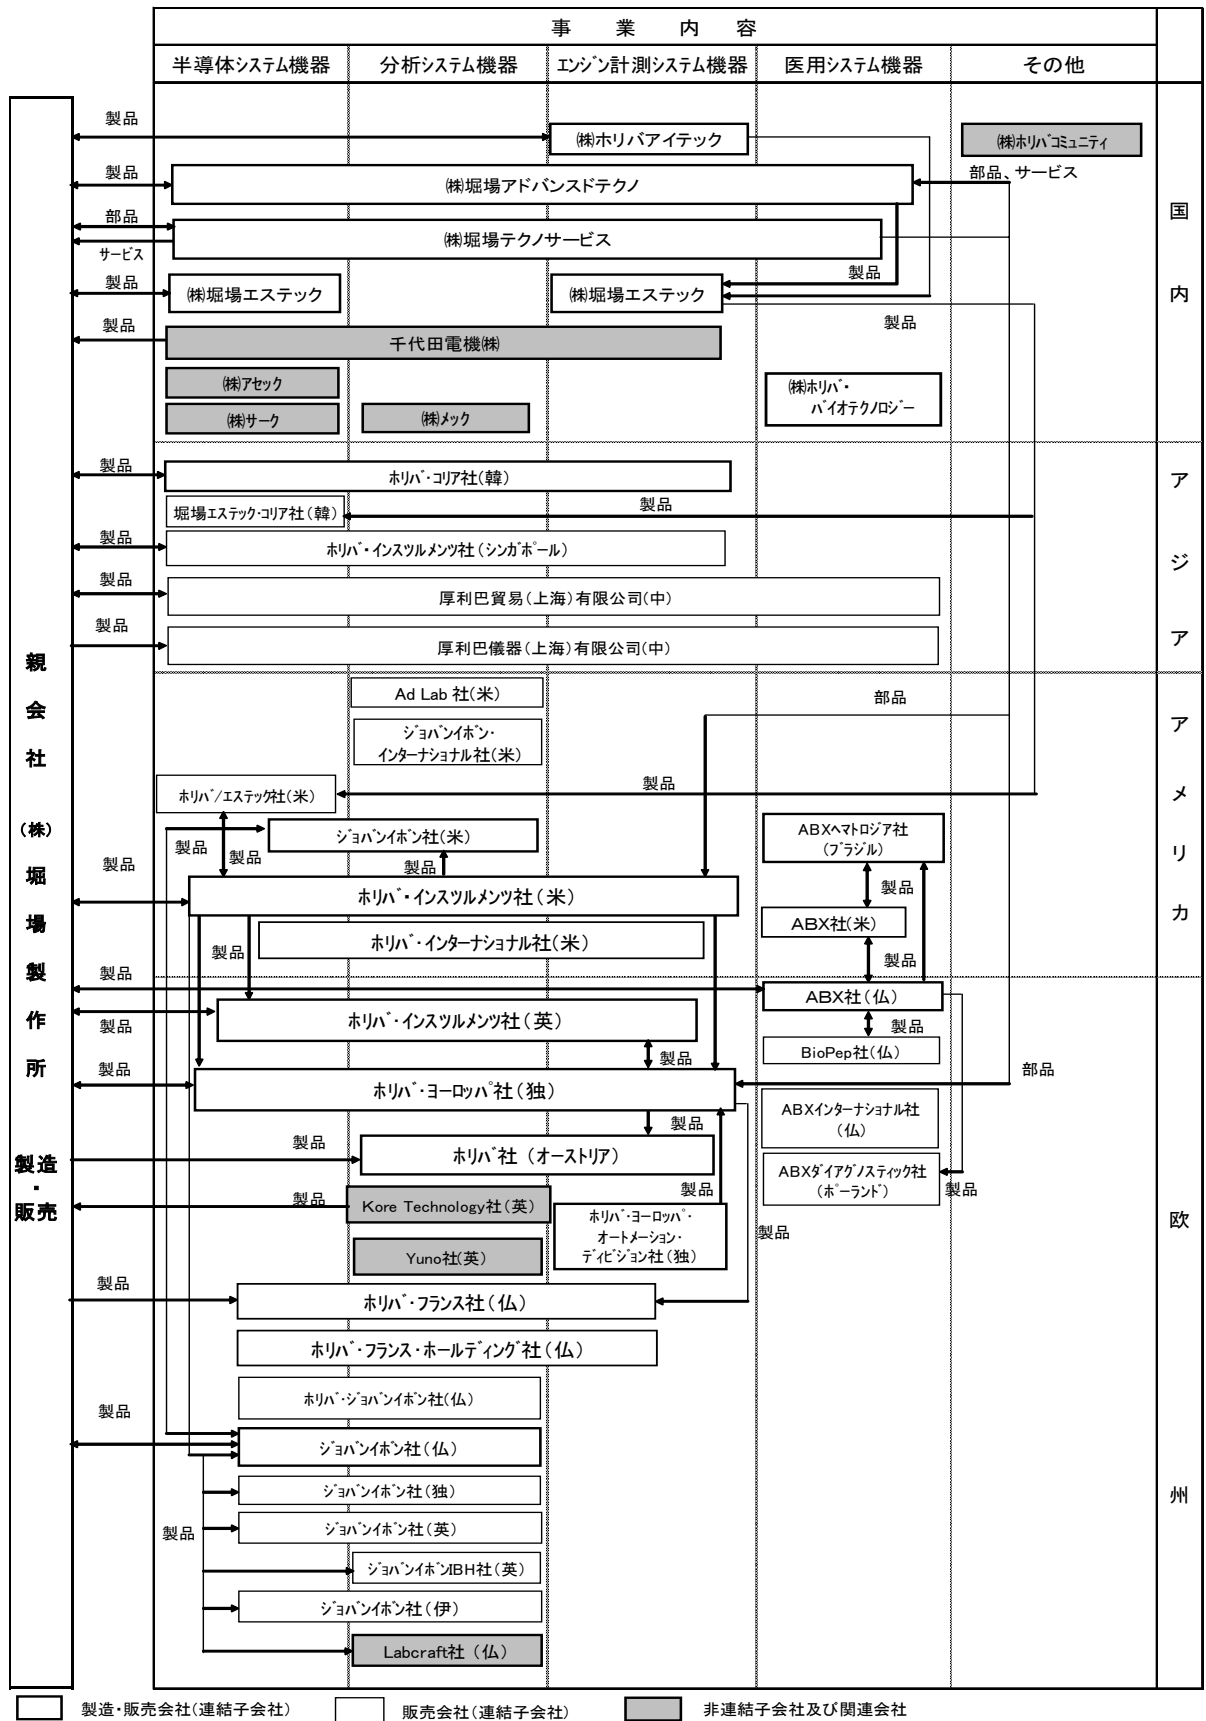 事　業　内　容
半導体システム機器
分析システム機器
エンジン計測システム機器
医用システム機器
その他
製品
㈱ホリバアイテック
㈱ホリバコミュニティ
製品
㈱堀場アドバンスドテクノ
部品、サービス
部品
㈱堀場テクノサービス
サービス
国内
製品
㈱堀場エステック
㈱堀場エステック
製品
製品
製品
千代田電機㈱
㈱アセック
㈱ホリバ・
バイオテクノロジー
㈱サーク
㈱メック
製品
ホリバ・コリア社(韓)
アジア
堀場エステック・コリア社(韓)
製品
製品
ホリバ・インスツルメンツ社(シンガポール)
製品
厚利巴貿易(上海)有限公司(中)
製品
厚利巴儀器(上海)有限公司(中)
親会社
(株)
堀場製作所
製造
・
販売
Ad Lab 社(米)
部品
ジョバンイボン・
インターナショナル社(米)
アメリカ
ホリバ/エステック社(米)
製品
ジョバンイボン社(米)
ABXヘマトロジア社
(ブラジル)
製品
製品
製品
製品
ホリバ・インスツルメンツ社(米)
製品
ABX社(米)
ホリバ・インターナショナル社(米)
製品
製品
製品
ABX社(仏)
製品
ホリバ・インスツルメンツ社(英)
製品
製品
BioPep社(仏)
製品
ホリバ・ヨーロッパ社(独)
部品
ABXインターナショナル社
(仏)
製品
製品
ホリバ社 (オーストリア)
ABXダイアグノスティック社
(ポーランド)
製品
製品
製品
Kore Technology社(英)
ホリバ・ヨーロッパ・
オートメーション・
ディビジョン社(独)
製品
欧州
Yuno社(英)
製品
ホリバ・フランス社(仏)
ホリバ・フランス・ホールディング社(仏)
ホリバ・ジョバンイボン社(仏)
製品
ジョバンイボン社(仏)
ジョバンイボン社(独)
製品
ジョバンイボン社(英)
ジョバンイボンIBH社(英)
ジョバンイボン社(伊)
Labcraft社 (仏)
製造・販売会社(連結子会社)
販売会社(連結子会社)
非連結子会社及び関連会社